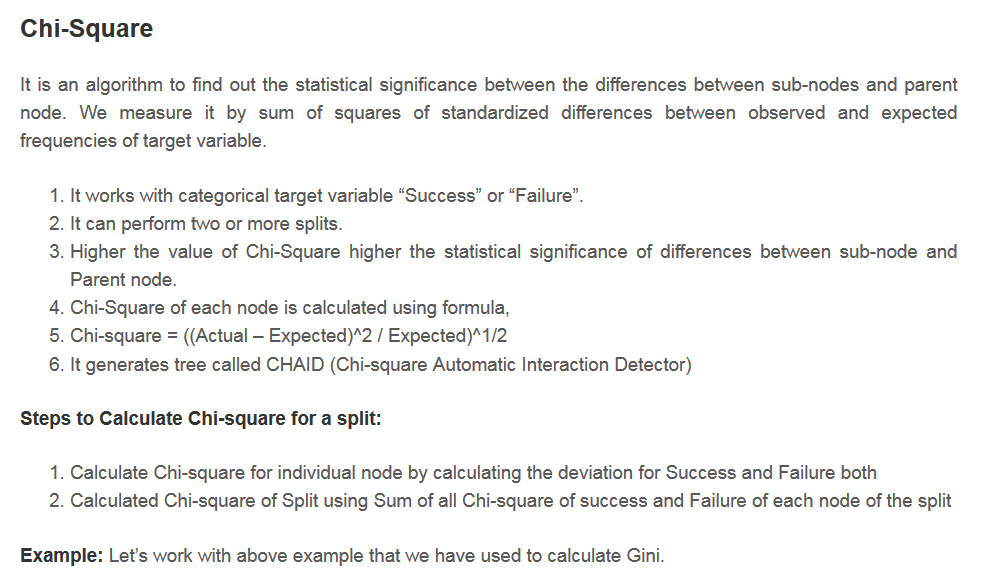 Chi-Square
It is an algorithm to find out the statistical significance between the differences between sub-nodes and parent
node. We measure it by sum of squares of standardized differences between observed and expected
frequencies of target variable.
1. It works with categorical target variable “Success” or “Failure”.
2. It can perform two or more splits.
3. Higher the value of Chi-Square higher the statistical significance of differences between sub-node and
Parent node.
4. Chi-Square of each node is calculated using formula,
5. Chi-square = ((Actual – Expected)^2 / Expected)^1/2
6. It generates tree called CHAID (Chi-square Automatic Interaction Detector)
Steps to Calculate Chi-square for a split:
1. Calculate Chi-square for individual node by calculating the deviation for Success and Failure both
2. Calculated Chi-square of Split using Sum of all Chi-square of success and Failure of each node of the split
Example: Let’s work with above example that we have used to calculate Gini.